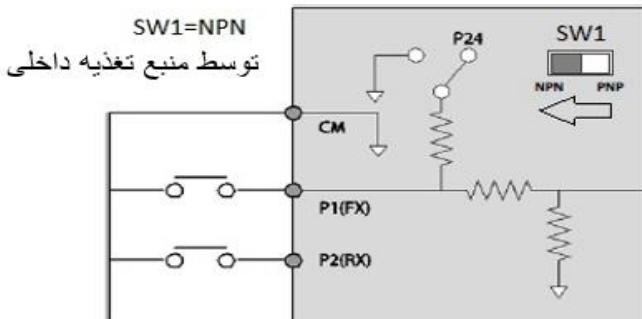 SW1=NPN
توسط منبع تغذیه داخلی
P24
SW1
NPN
PNP
CM
P1(FX)
P2(RX)